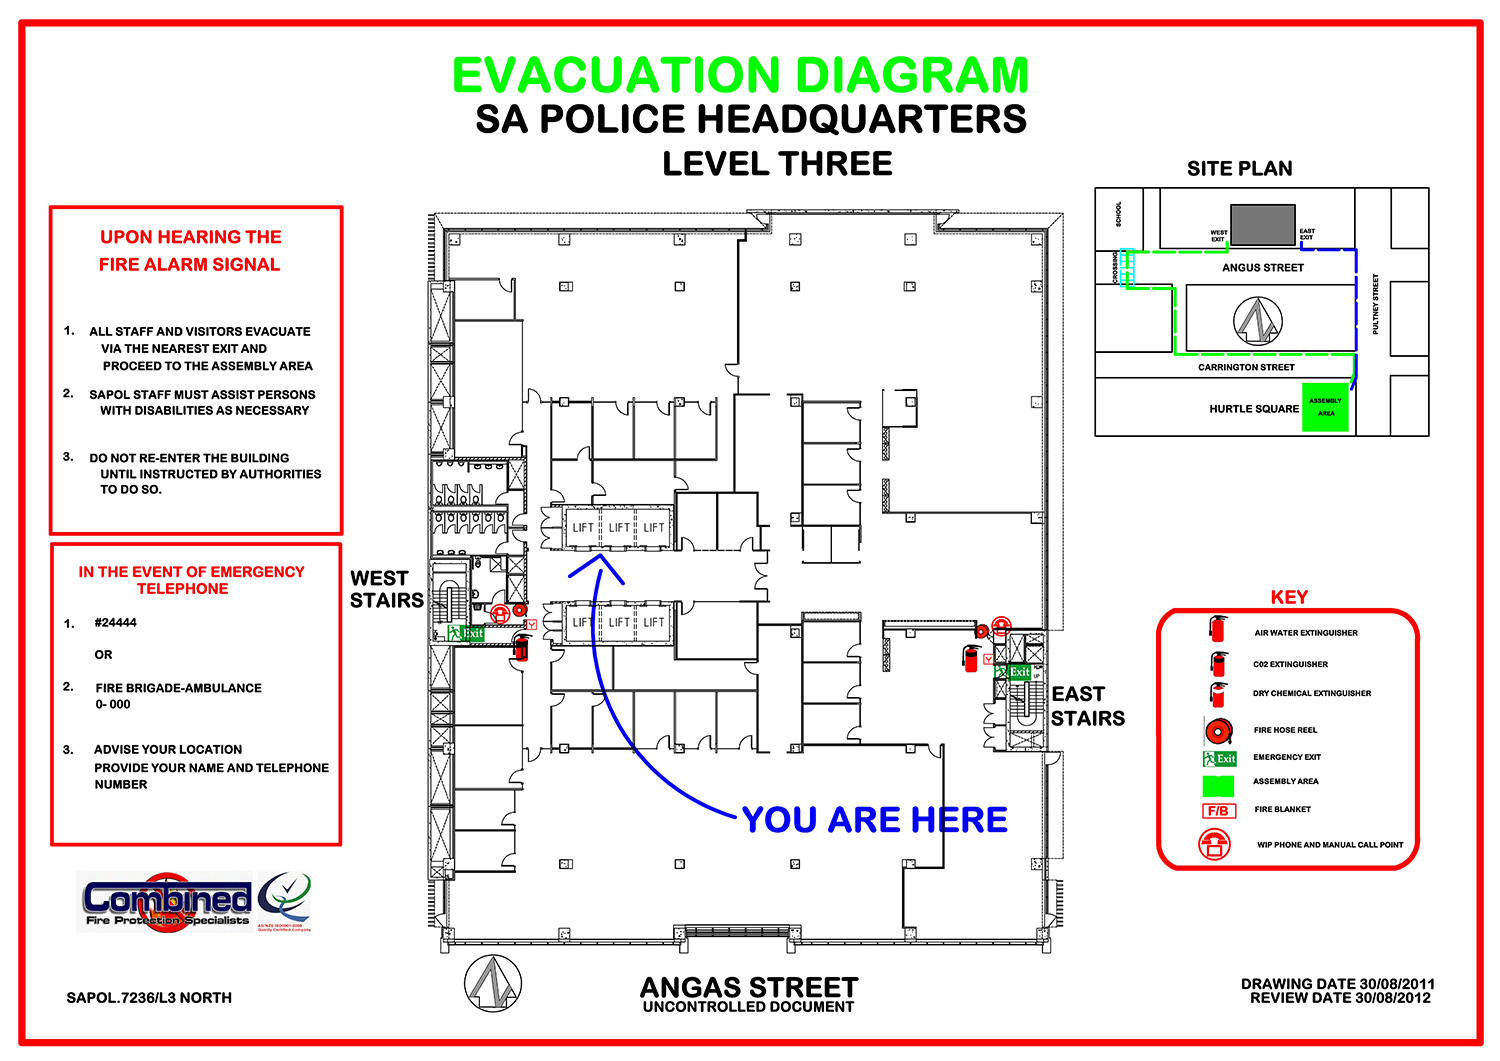 EVACUATION DIAGRAM
SA POLICE HEADQUARTERS
LEVEL THREE
UPON HEARING THE
FIRE ALARM SIGNAL
1. ALL STAFF AND VISITORS EVACUATE
VIA THE NEAREST EXIT AND
PROCEED TO THE ASSEMBLY AREA
2. SAPOL STAFF MUST ASSIST PERSONS
WITH DISABILITIES AS NECESSARY
3. DO NOT RE-ENTER THE BUILDING
UNTIL INSTRUCTED BY AUTHORITIES
TO DO SO.
IN THE EVENT OF EMERGENCY
TELEPHONE
1. #24444
OR
2. FIRE BRIGADE-AMBULANCE
0- 000
3. ADVISE YOUR LOCATION
PROVIDE YOUR NAME AND TELEPHONE
NUMBER
Combined
Fire Protection Specialists
AS/NZS ISO9001:2008
Quality Certified Company
SAPOL.7236/L3 NORTH
WEST
STAIRS
LIFT LIFT LIFT
LIFT LIFT LIFT
Exit
Y
Y
Exit
UP
EAST
STAIRS
YOU ARE HERE
ANGAS STREET
UNCONTROLLED DOCUMENT
SITE PLAN
SCHOOL
WEST
EXIT
EAST
EXIT
CROSSING
ANGUS STREET
PULTNEY STREET
CARRINGTON STREET
HURTLE SQUARE
ASSEMBLY
AREA
KEY
AIR WATER EXTINGUISHER
C02 EXTINGUISHER
DRY CHEMICAL EXTINGUISHER
FIRE HOSE REEL
Exit EMERGENCY EXIT
ASSEMBLY AREA
F/B FIRE BLANKET
WIP PHONE AND MANUAL CALL POINT
DRAWING DATE 30/08/2011
REVIEW DATE 30/08/2012